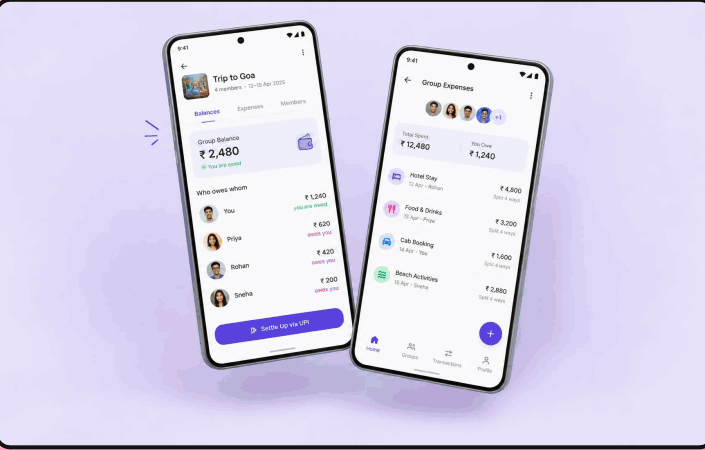 9:41
Trip to Goa
4 members · 12–15 Apr 2025
Balances Expenses Members
Group Balance
₹ 2,480
You are owed
Who owes whom
You ₹ 1,240
you are owed
Priya ₹ 620
owes you
Rohan ₹ 420
owes you
Sneha ₹ 200
owes you
Settle Up via UPI
9:41
Group Expenses
+1
Total Spent You Owe
₹ 12,480 ₹ 1,240
Hotel Stay ₹ 4,800
12 Apr · Rohan Split 4 ways
Food & Drinks ₹ 3,200
15 Apr · Priya Split 4 ways
Cab Booking ₹ 1,600
14 Apr · You Split 4 ways
Beach Activities ₹ 2,880
15 Apr · Sneha Split 4 ways
Home Groups Transactions Profile